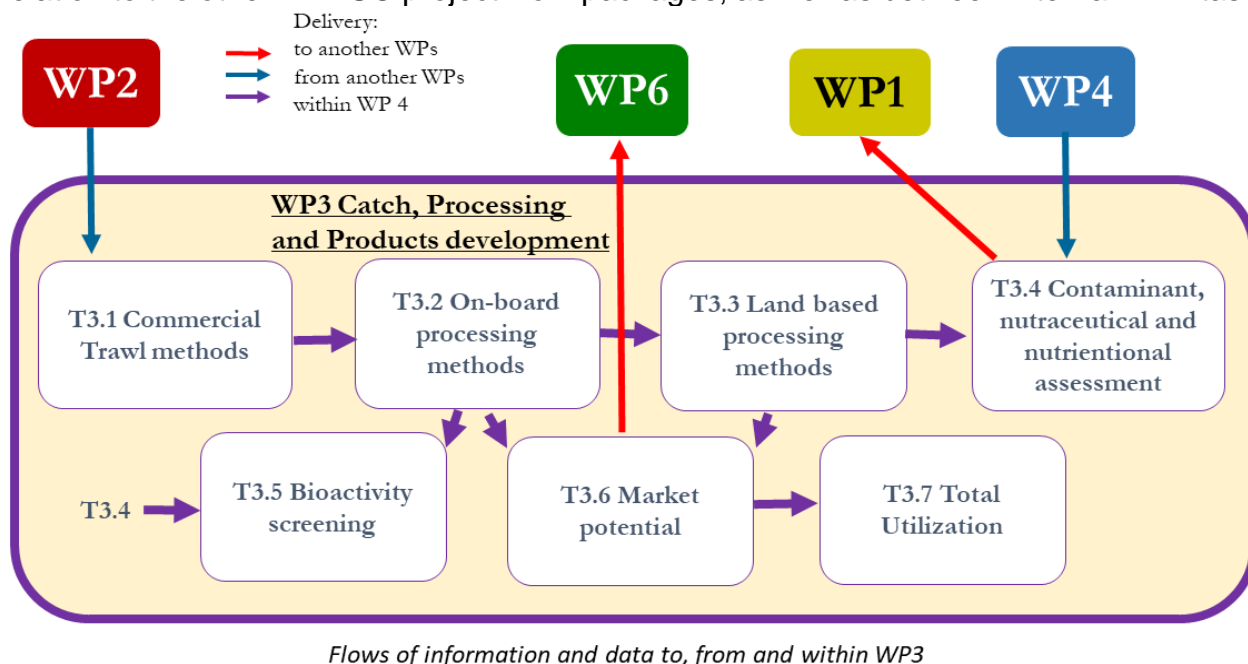 Delivery:
to another WPs
from another WPs
within WP 4
WP2
WP6
WP1
WP4
WP3 Catch, Processing
and Products development
T3.1 Commercial
Trawl methods
T3.2 On-board
processing
methods
T3.3 Land based
processing
methods
T3.4 Contaminant,
nutraceutical and
nutrientional
assessment
T3.4
T3.5 Bioactivity
screening
T3.6 Market
potential
T3.7 Total
Utilization
Flows of information and data to, from and within WP3